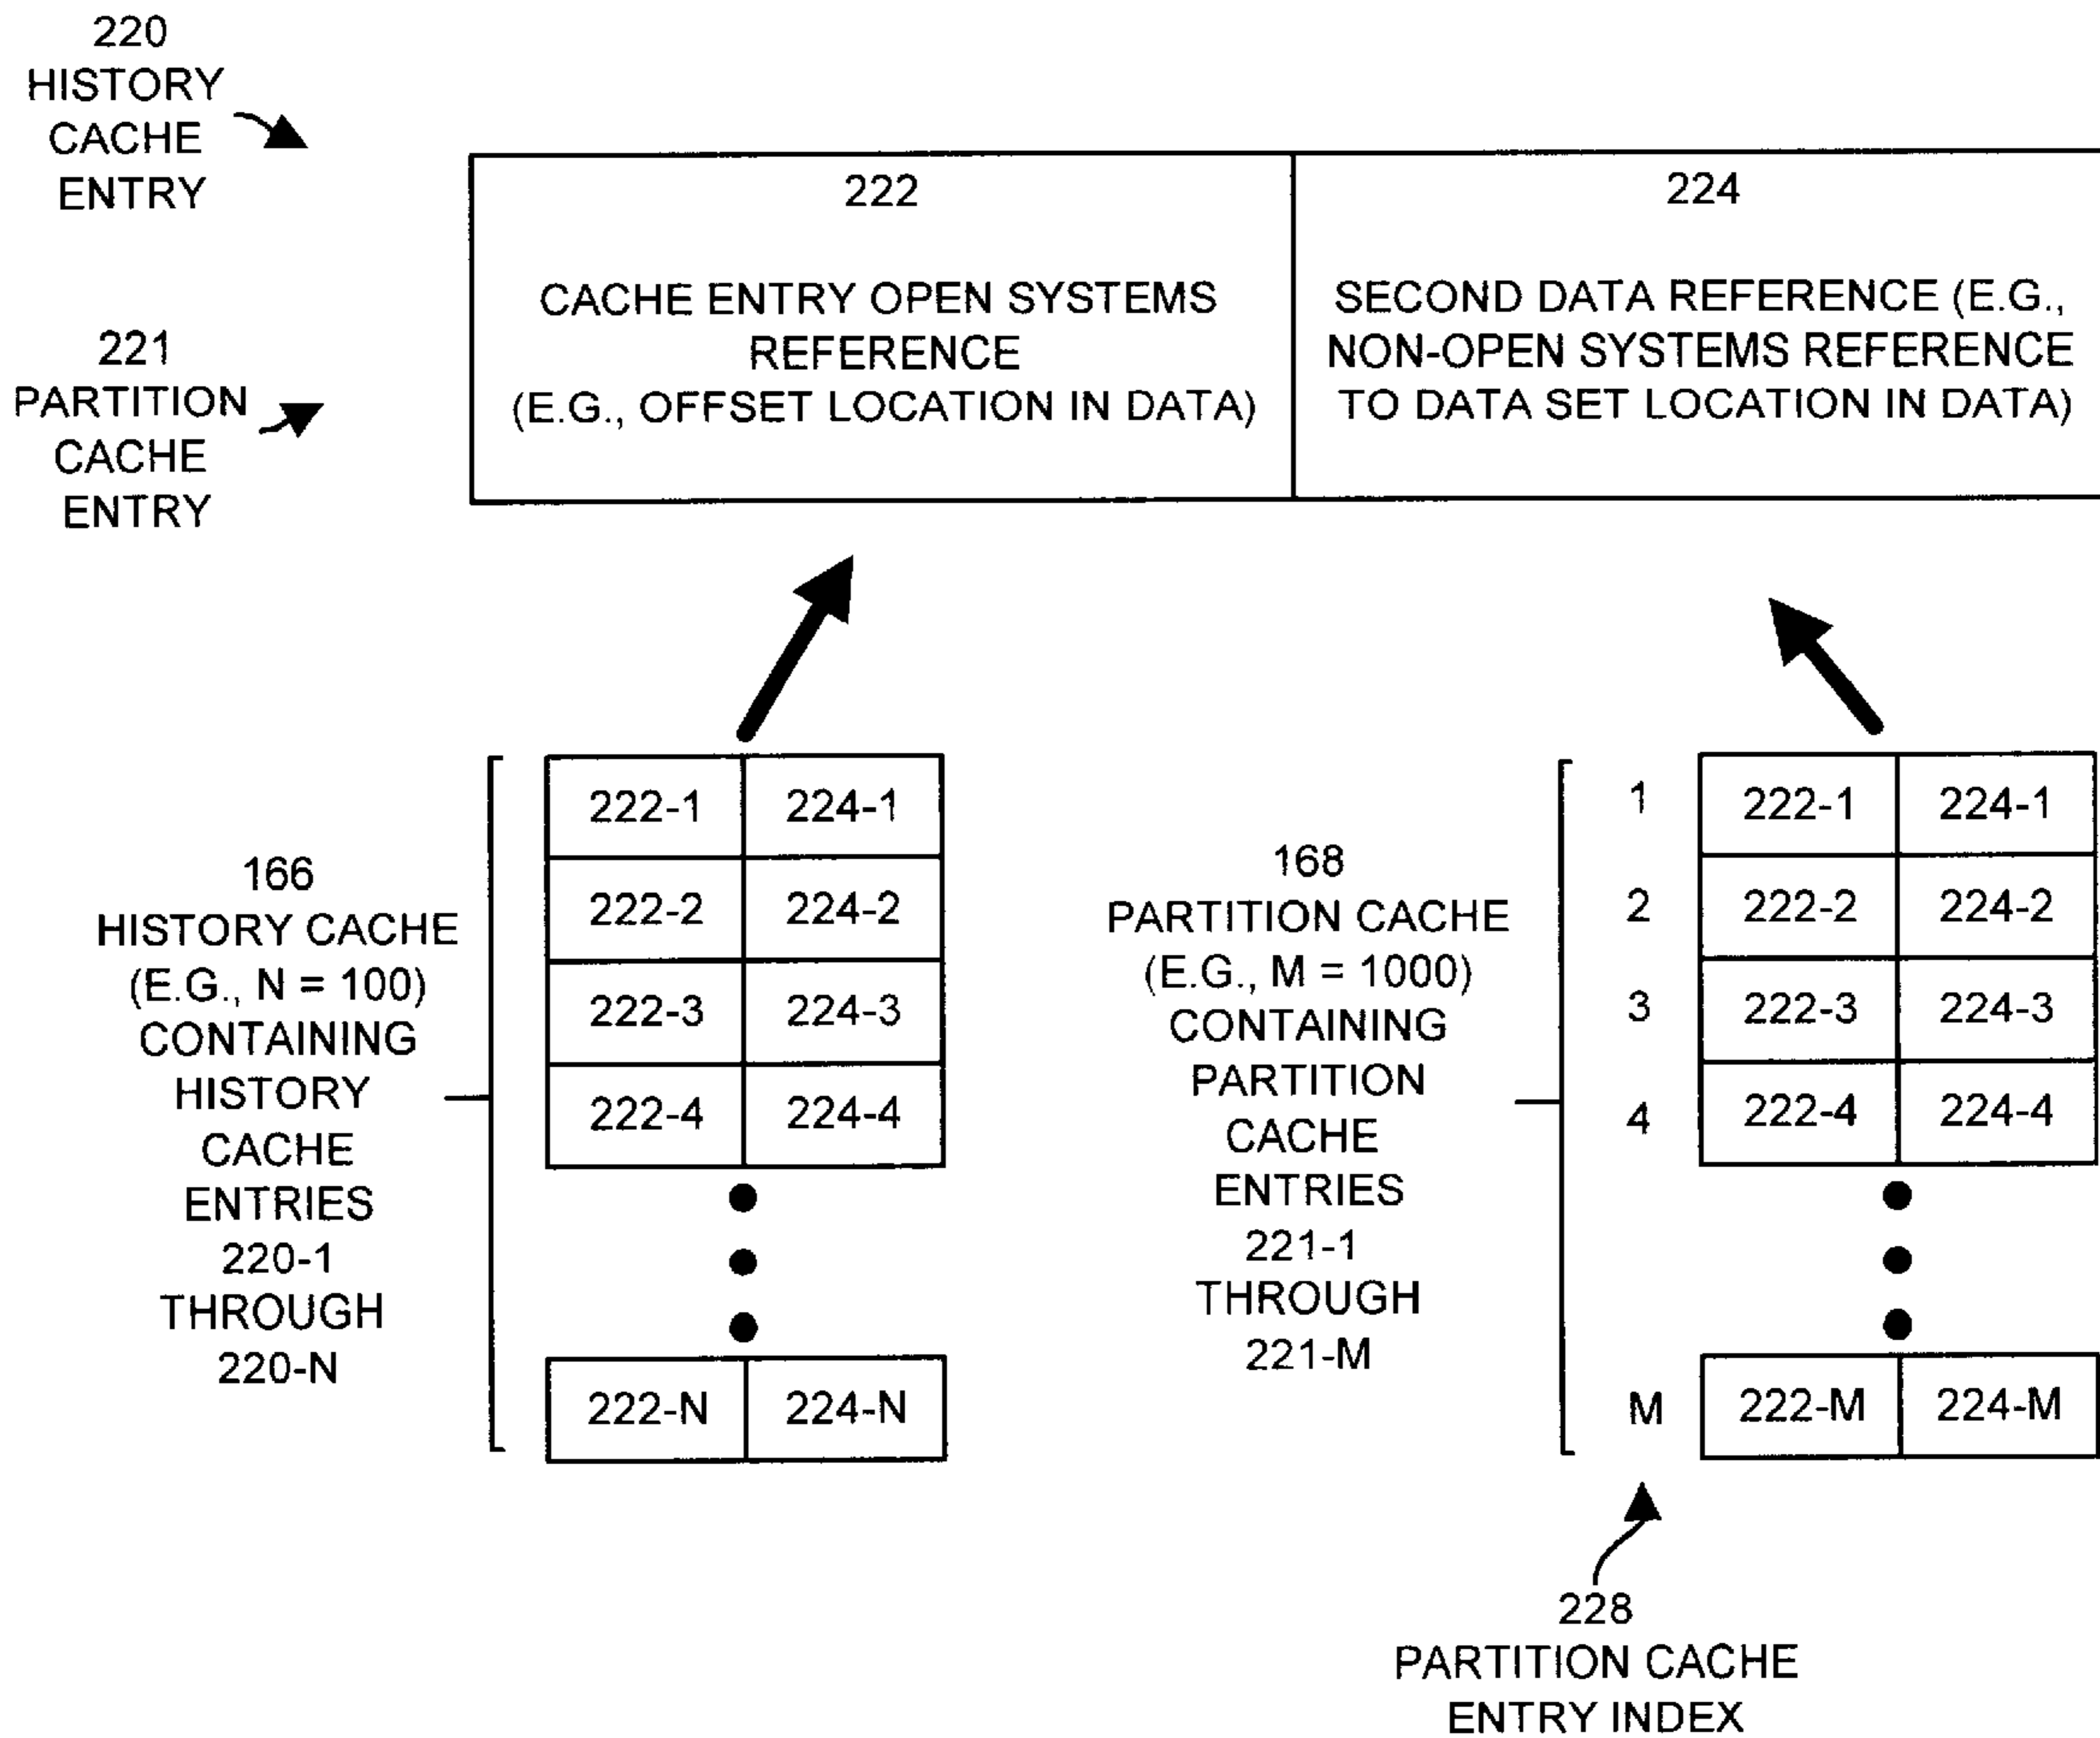 220
HISTORY
CACHE
ENTRY
221
PARTITION
CACHE
ENTRY
222
CACHE ENTRY OPEN SYSTEMS
REFERENCE
(E.G., OFFSET LOCATION IN DATA)
224
SECOND DATA REFERENCE (E.G.,
NON-OPEN SYSTEMS REFERENCE
TO DATA SET LOCATION IN DATA)
166
HISTORY CACHE
(E.G., N = 100)
CONTAINING
HISTORY
CACHE
ENTRIES
220-1
THROUGH
220-N
222-1 224-1
222-2 224-2
222-3 224-3
222-4 224-4
222-N 224-N
168
PARTITION CACHE
(E.G., M = 1000)
CONTAINING
PARTITION
CACHE
ENTRIES
221-1
THROUGH
221-M
1 222-1 224-1
2 222-2 224-2
3 222-3 224-3
4 222-4 224-4
M 222-M 224-M
228
PARTITION CACHE
ENTRY INDEX